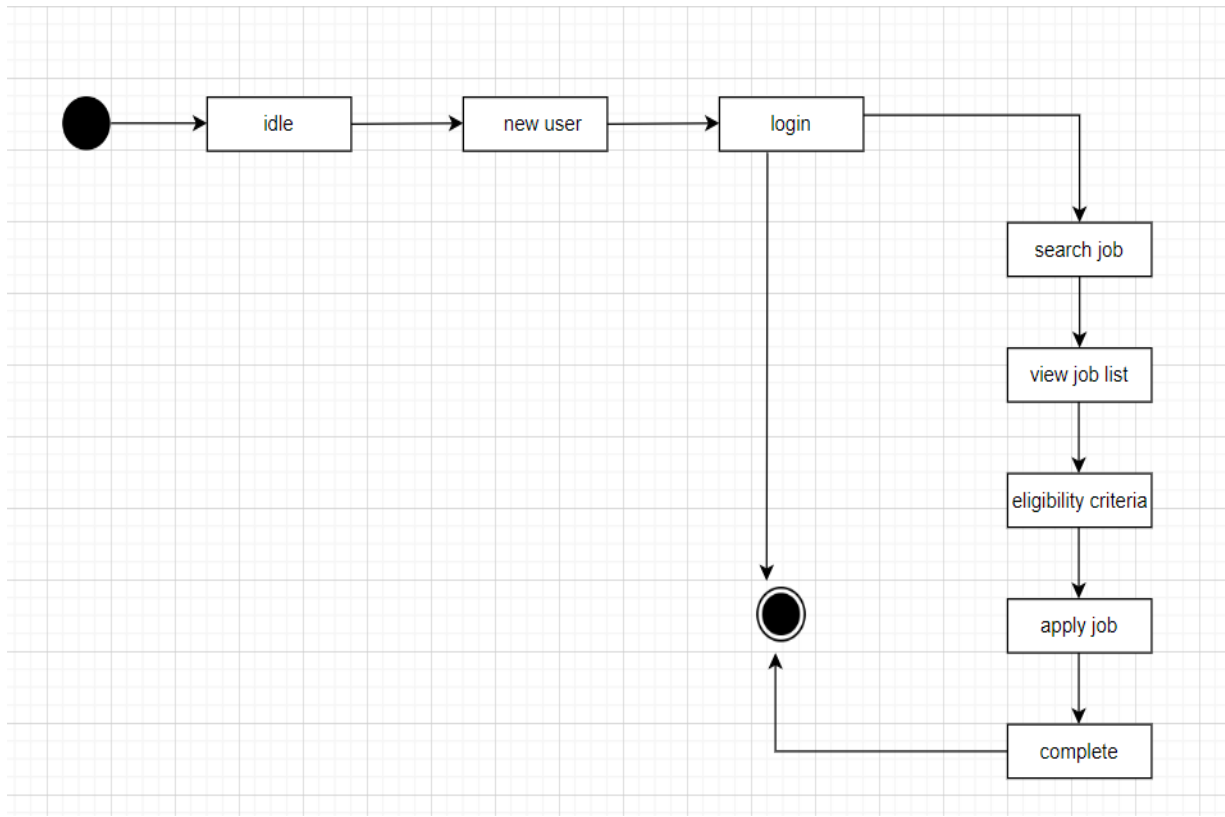 idle
new user
login
search job
view job list
eligibility criteria
apply job
complete